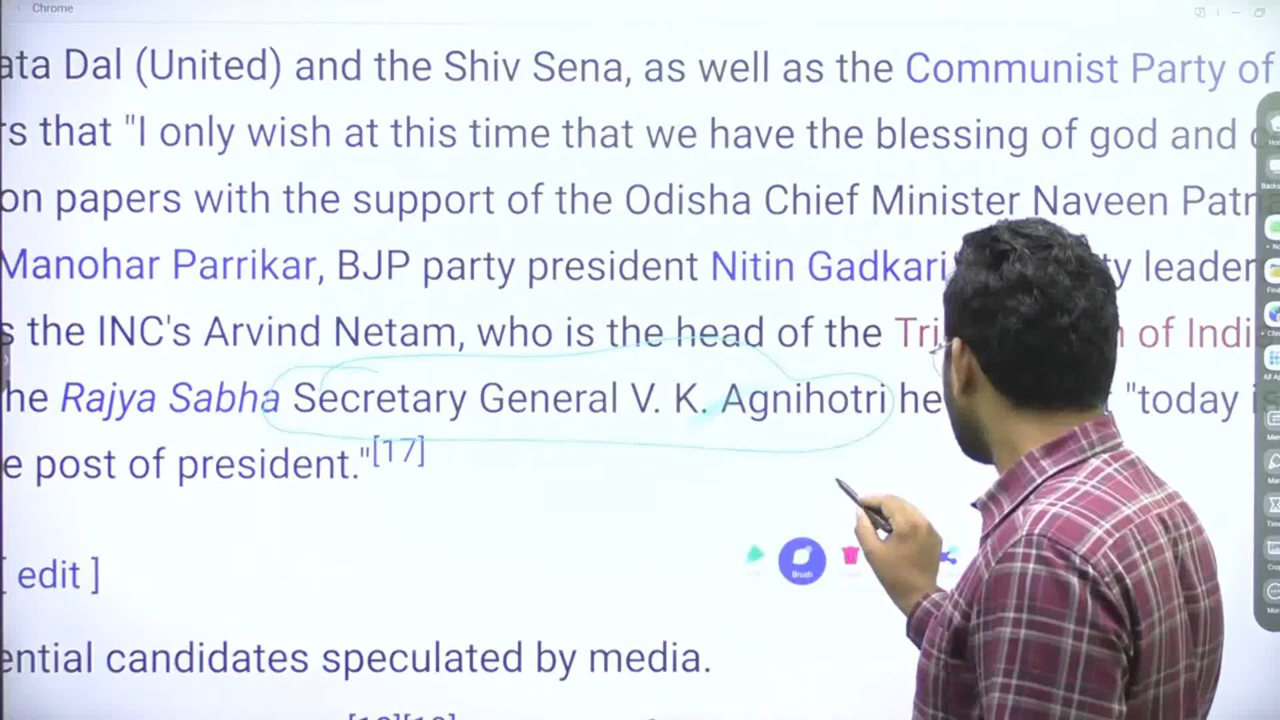 Chrome
ata Dal (United) and the Shiv Sena, as well as the Communist Party of
rs that "I only wish at this time that we have the blessing of god and
on papers with the support of the Odisha Chief Minister Naveen Patn
Manohar Parrikar, BJP party president Nitin Gadkari ty leader
s the INC's Arvind Netam, who is the head of the Tri of Indi
he Rajya Sabha Secretary General V. K. Agnihotri he "today i
e post of president."[17]
[ edit ]
Brush
ential candidates speculated by media.